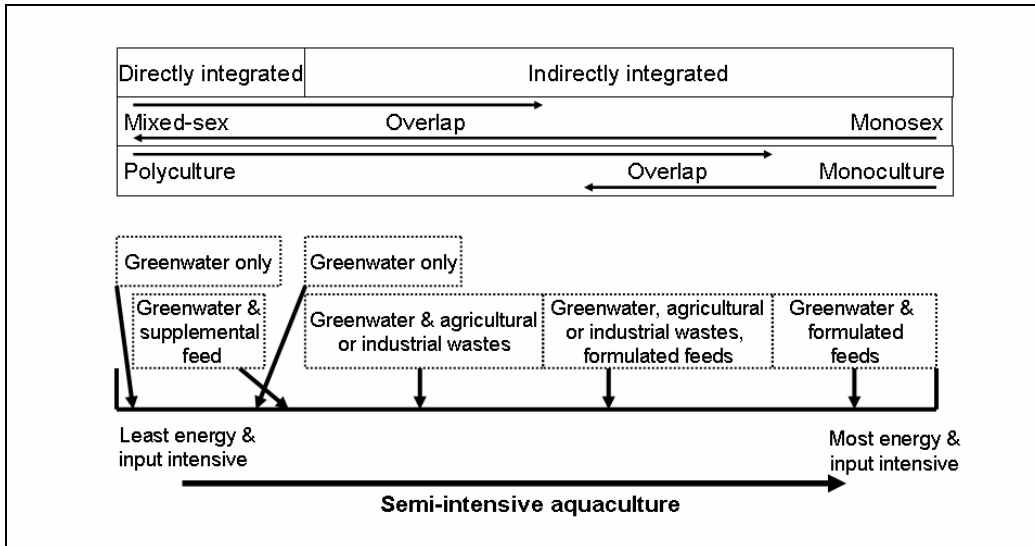 Directly integrated Indirectly integrated
Mixed-sex Overlap Monosex
Polyculture Overlap Monoculture
Greenwater only
Greenwater only
Greenwater &
supplemental
feed
Greenwater & agricultural
or industrial wastes
Greenwater, agricultural
or industrial wastes,
formulated feeds
Greenwater &
formulated
feeds
Least energy &
input intensive
Most energy &
input intensive
Semi-intensive aquaculture